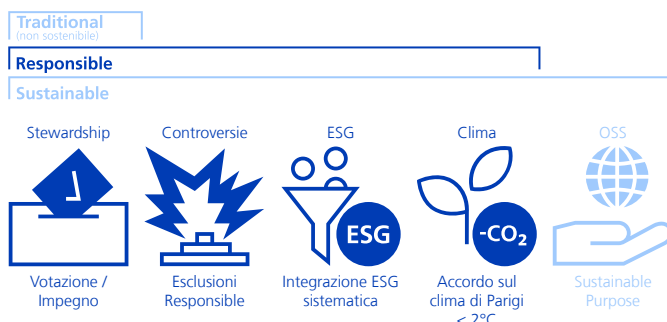 Traditional
(non sostenibile)
Responsible
Sustainable
Stewardship
Controversie
ESG
Clima
OSS
ESG
-CO₂
Votazione /
Impegno
Esclusioni
Responsible
Integrazione ESG
sistematica
Accordo sul
clima di Parigi
< 2°C
Sustainable
Purpose